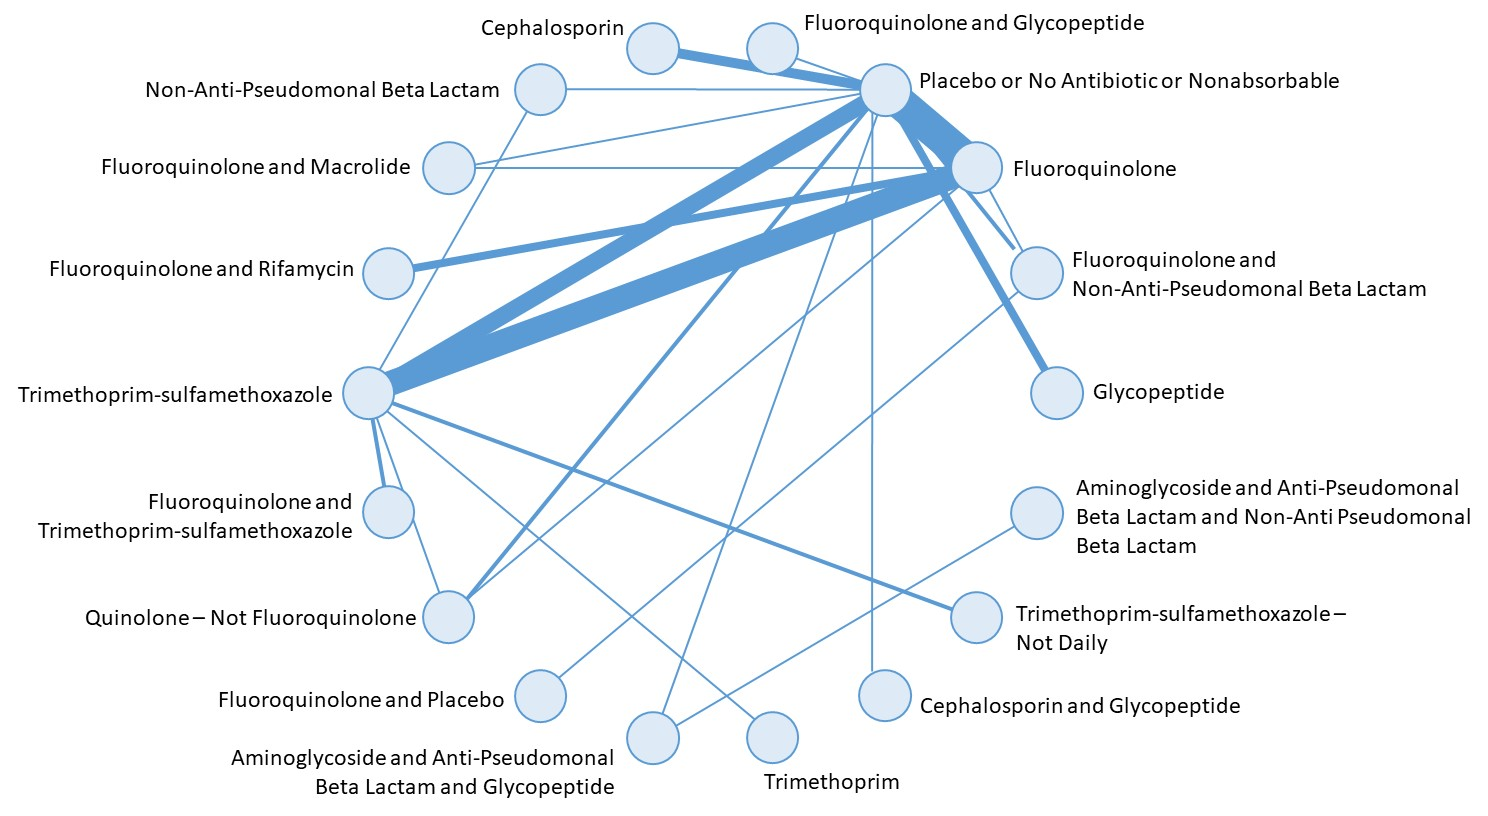 Fluoroquinolone and Glycopeptide
Cephalosporin
Placebo or No Antibiotic or Nonabsorbable
Non-Anti-Pseudomonal Beta Lactam
Fluoroquinolone and Macrolide
Fluoroquinolone
Fluoroquinolone and Rifamycin
Fluoroquinolone and
Non-Anti-Pseudomonal Beta Lactam
Trimethoprim-sulfamethoxazole
Glycopeptide
Fluoroquinolone and
Trimethoprim-sulfamethoxazole
Aminoglycoside and Anti-Pseudomonal
Beta Lactam and Non-Anti Pseudomonal
Beta Lactam
Quinolone – Not Fluoroquinolone
Trimethoprim-sulfamethoxazole –
Not Daily
Fluoroquinolone and Placebo
Cephalosporin and Glycopeptide
Aminoglycoside and Anti-Pseudomonal
Beta Lactam and Glycopeptide
Trimethoprim